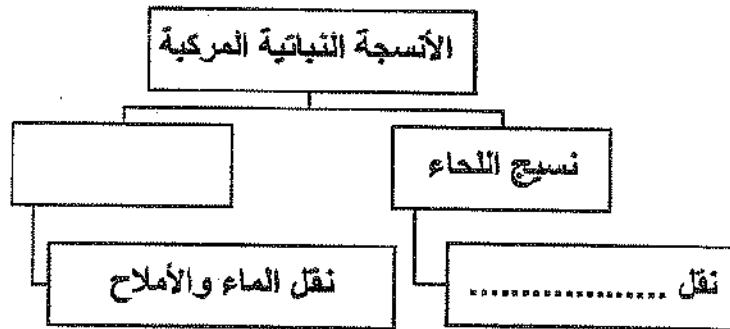 الأنسجة النباتية المركبة
نسيج اللحاء
نقل ....................
نقل الماء والأملاح